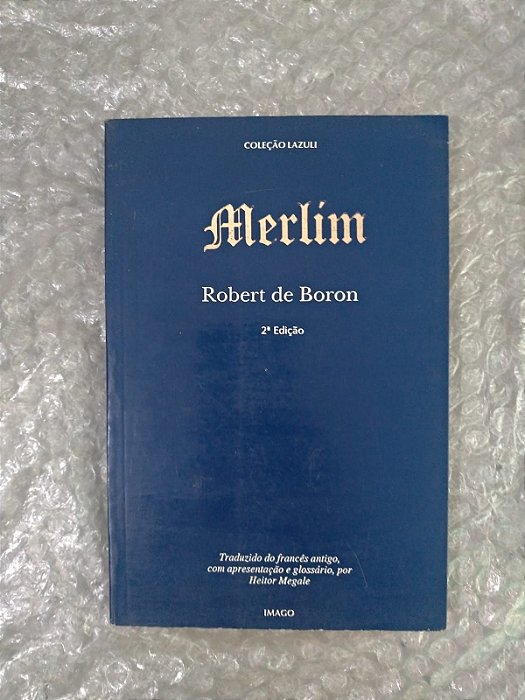 COLEÇÃO LAZULI
Merlim
Robert de Boron
2ª Edição
Traduzido do francês antigo,
com apresentação e glossário, por
Heitor Megale
IMAGO